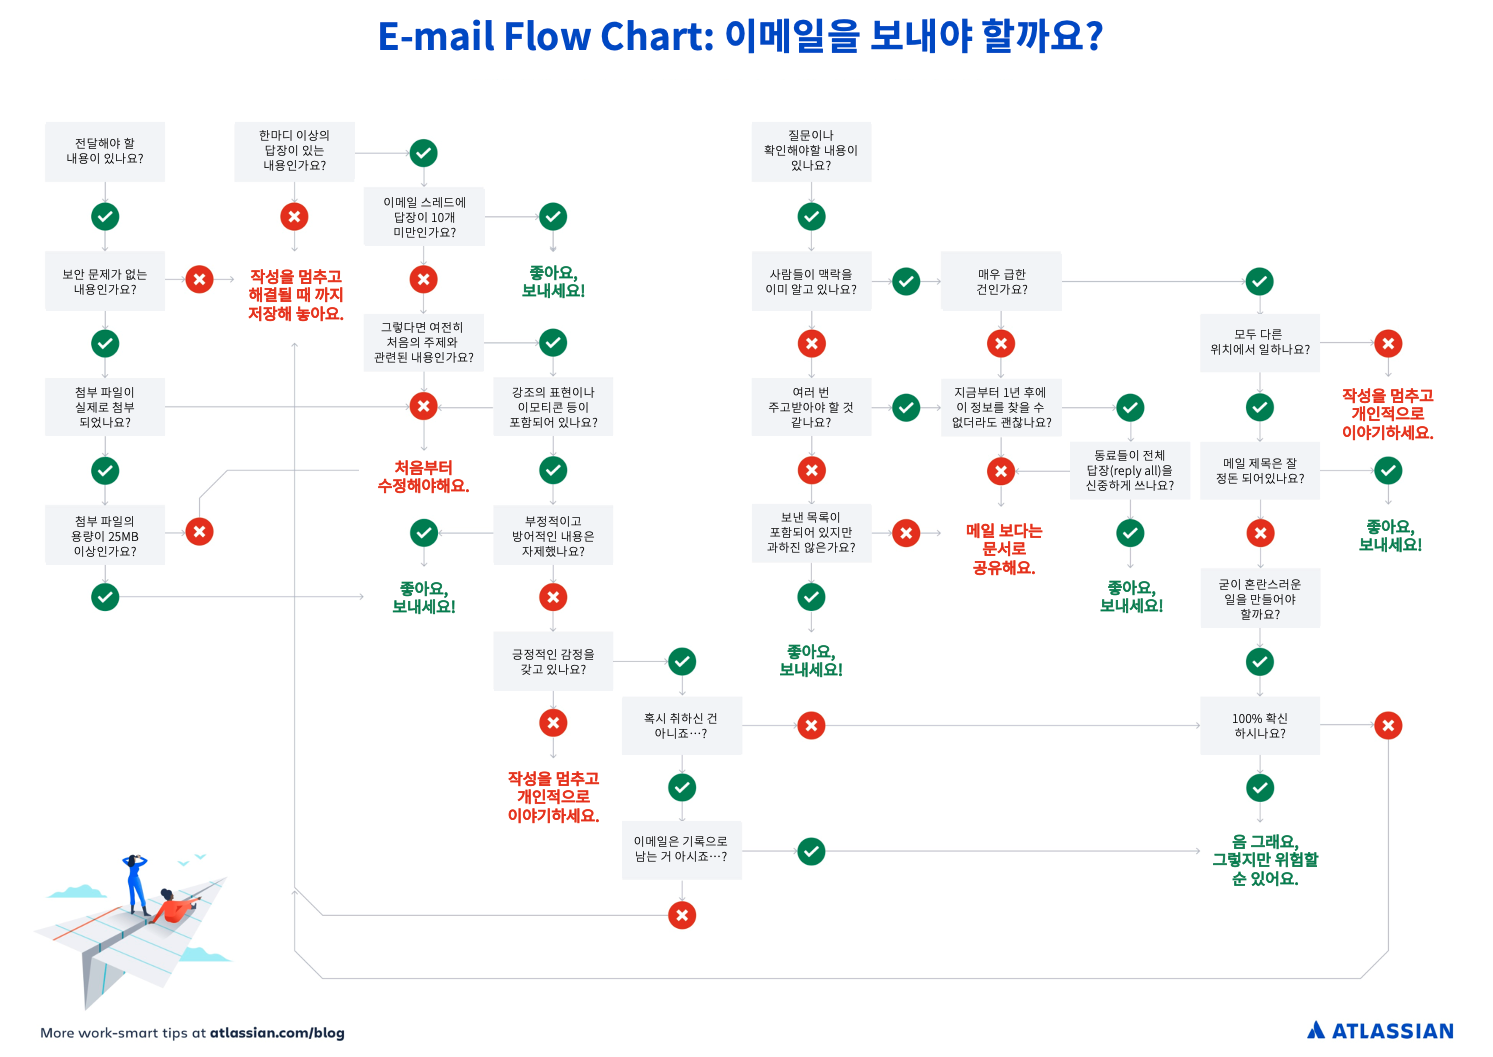 E-mail Flow Chart: 이메일을 보내야 할까요?
전달해야 할
내용이 있나요?
보안 문제가 없는
내용인가요?
첨부 파일이
실제로 첨부
되었나요?
첨부 파일의
용량이 25MB
이상인가요?
한마디 이상의
답장이 있는
내용인가요?
작성을 멈추고
해결될 때 까지
저장해 놓아요.
이메일 스레드에
답장이 10개
미만인가요?
좋아요,
보내세요!
그렇다면 여전히
처음의 주제와
관련된 내용인가요?
강조의 표현이나
이모티콘 등이
포함되어 있나요?
처음부터
수정해야해요.
부정적이고
방어적인 내용은
자제했나요?
좋아요,
보내세요!
긍정적인 감정을
갖고 있나요?
작성을 멈추고
개인적으로
이야기하세요.
혹시 취하신 건
아니죠…?
이메일은 기록으로
남는 거 아시죠…?
질문이나
확인해야할 내용이
있나요?
사람들이 맥락을
이미 알고 있나요?
여러 번
주고받아야 할 것
같나요?
보낸 목록이
포함되어 있지만
과하진 않은가요?
좋아요,
보내세요!
매우 급한
건인가요?
지금부터 1년 후에
이 정보를 찾을 수
없더라도 괜찮나요?
메일 보다는
문서로
공유해요.
동료들이 전체
답장(reply all)을
신중하게 쓰나요?
좋아요,
보내세요!
모두 다른
위치에서 일하나요?
작성을 멈추고
개인적으로
이야기하세요.
메일 제목은 잘
정돈 되어있나요?
좋아요,
보내세요!
굳이 혼란스러운
일을 만들어야
할까요?
100% 확신
하시나요?
음 그래요,
그렇지만 위험할
순 있어요.
More work-smart tips at atlassian.com/blog
ATLASSIAN